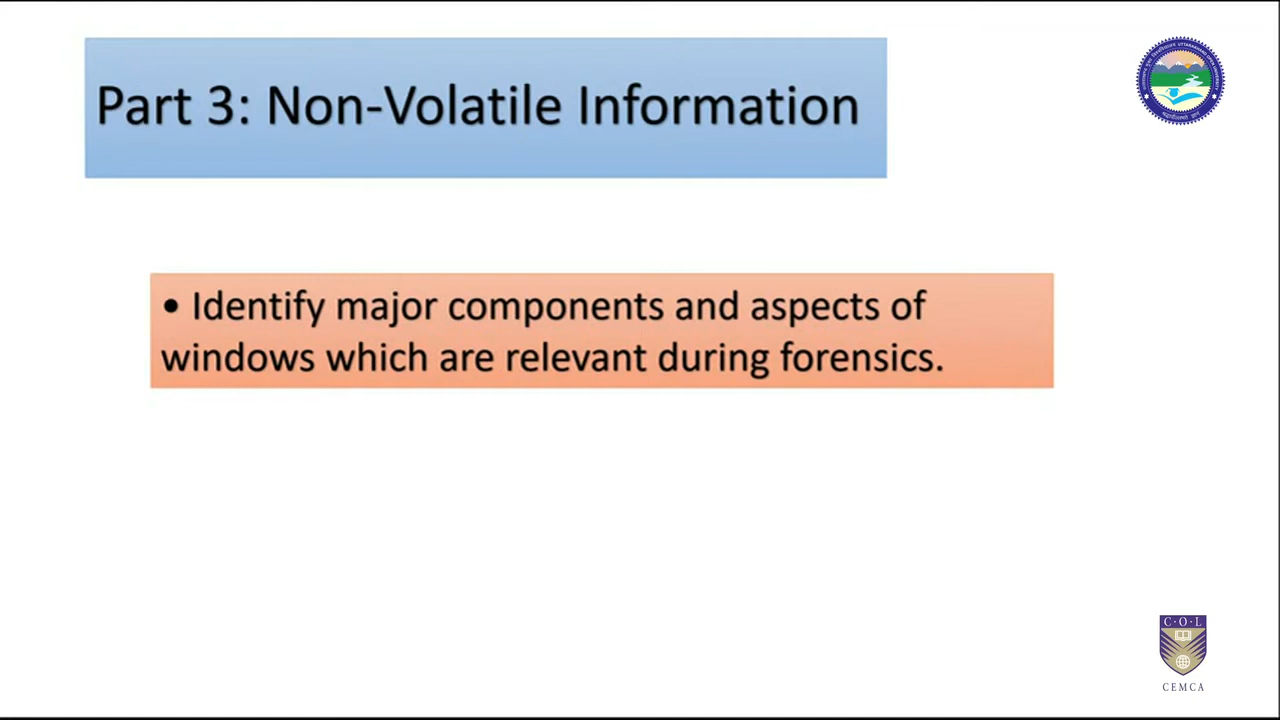 Part 3: Non-Volatile Information
• Identify major components and aspects of
windows which are relevant during forensics.
C·O·L
CEMCA